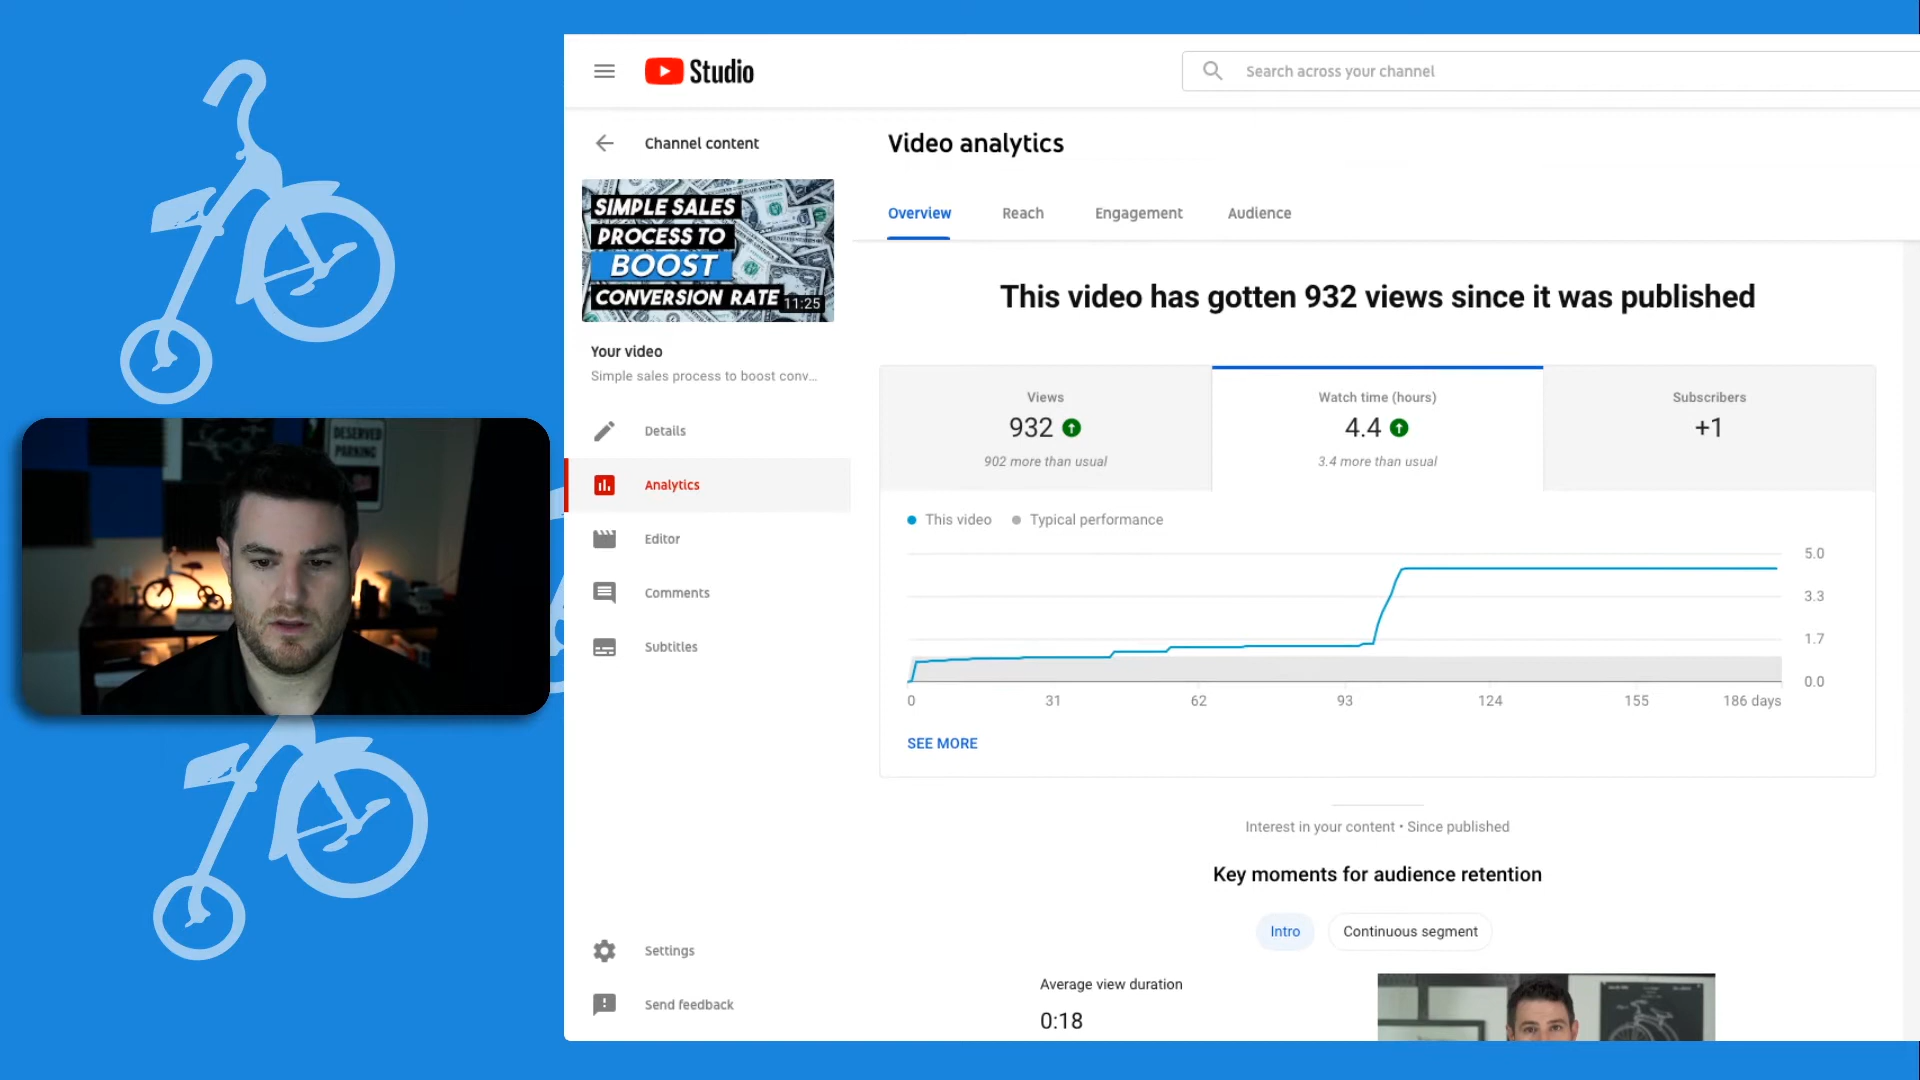 Studio
Search across your channel
Channel content
Video analytics
SIMPLE SALES
PROCESS TO
BOOST
CONVERSION RATE
11:25
Overview
Reach
Engagement
Audience
This video has gotten 932 views since it was published
Your video
Simple sales process to boost conv...
Details
Analytics
Editor
Comments
Subtitles
Settings
Send feedback
Views
932
902 more than usual
Watch time (hours)
4.4
3.4 more than usual
Subscribers
+1
This video
Typical performance
5.0
3.3
1.7
0.0
0 31 62 93 124 155 186 days
SEE MORE
Interest in your content • Since published
Key moments for audience retention
Intro
Continuous segment
Average view duration
0:18
DESERVED
PARKING